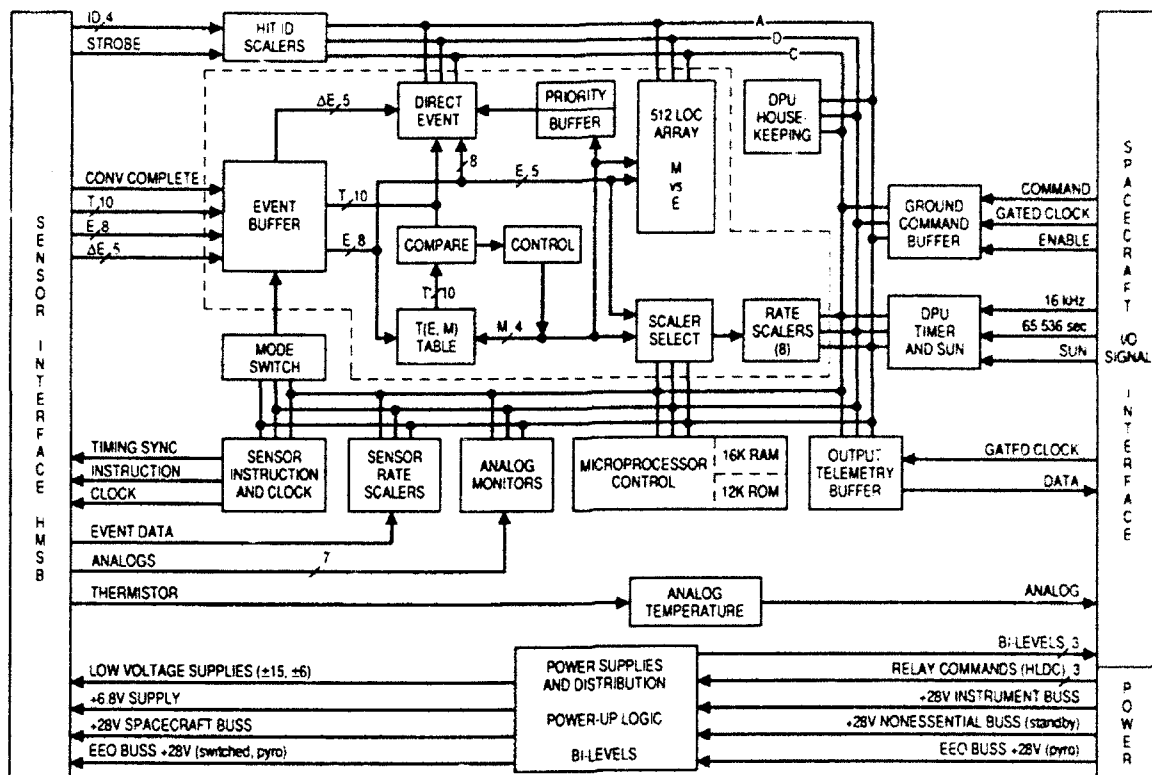 SENSOR INTERFACE HMSB
ID, 4
STROBE
HIT ID
SCALERS
A
D
C
ΔE, 5
DIRECT
EVENT
PRIORITY
BUFFER
512 LOC
ARRAY
M
vs
E
DPU
HOUSE-
KEEPING
8
E, 5
CONV COMPLETE
T, 10
E, 8
ΔE, 5
EVENT
BUFFER
T, 10
E, 8
COMPARE
CONTROL
T', 10
T(E, M)
TABLE
M, 4
SCALER
SELECT
RATE
SCALERS
(8)
GROUND
COMMAND
BUFFER
COMMAND
GATED CLOCK
ENABLE
DPU
TIMER
AND SUN
16 kHz
65 536 sec
SUN
SPACECRAFT I/O
SIGNAL
INTERFACE
MODE
SWITCH
TIMING SYNC
INSTRUCTION
CLOCK
SENSOR
INSTRUCTION
AND CLOCK
SENSOR
RATE
SCALERS
ANALOG
MONITORS
MICROPROCESSOR
CONTROL
16K RAM
12K ROM
OUTPUT
TELEMETRY
BUFFER
GATED CLOCK
DATA
EVENT DATA
ANALOGS
7
THERMISTOR
ANALOG
TEMPERATURE
ANALOG
BI-LEVELS, 3
LOW VOLTAGE SUPPLIES (±15, ±6)
+6.8V SUPPLY
+28V SPACECRAFT BUSS
EEO BUSS +28V (switched, pyro)
POWER SUPPLIES
AND DISTRIBUTION
POWER-UP LOGIC
BI-LEVELS
RELAY COMMANDS (HLDC), 3
+28V INSTRUMENT BUSS
+28V NONESSENTIAL BUSS (standby)
EEO BUSS +28V (pyro)
POWER